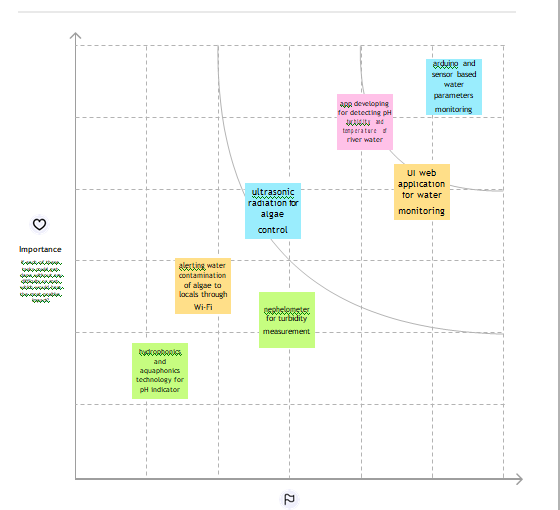 arduino and
sensor based
water
parameters
monitoring
app developing
for detecting pH
turbidity and
temperature of
river water
UI web
application
for water
monitoring
ultrasonic
radiation for
algae
control
Importance
alerting water
contamination
of algae to
locals through
Wi-Fi
nephelometer
for turbidity
measurement
hydrophonics
and
aquaphonics
technology for
pH indicator